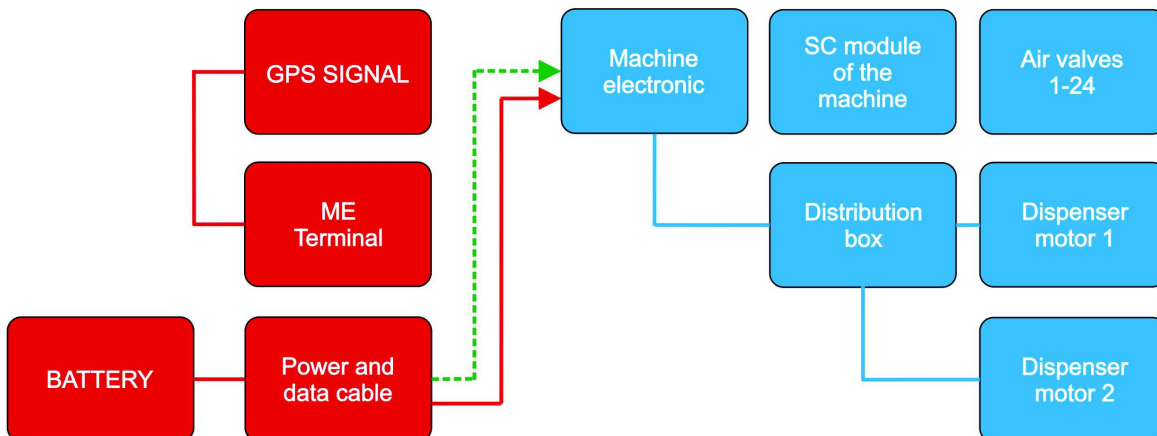 GPS SIGNAL
Machine
electronic
SC module
of the
machine
Air valves
1-24
ME
Terminal
Distribution
box
Dispenser
motor 1
BATTERY
Power and
data cable
Dispenser
motor 2